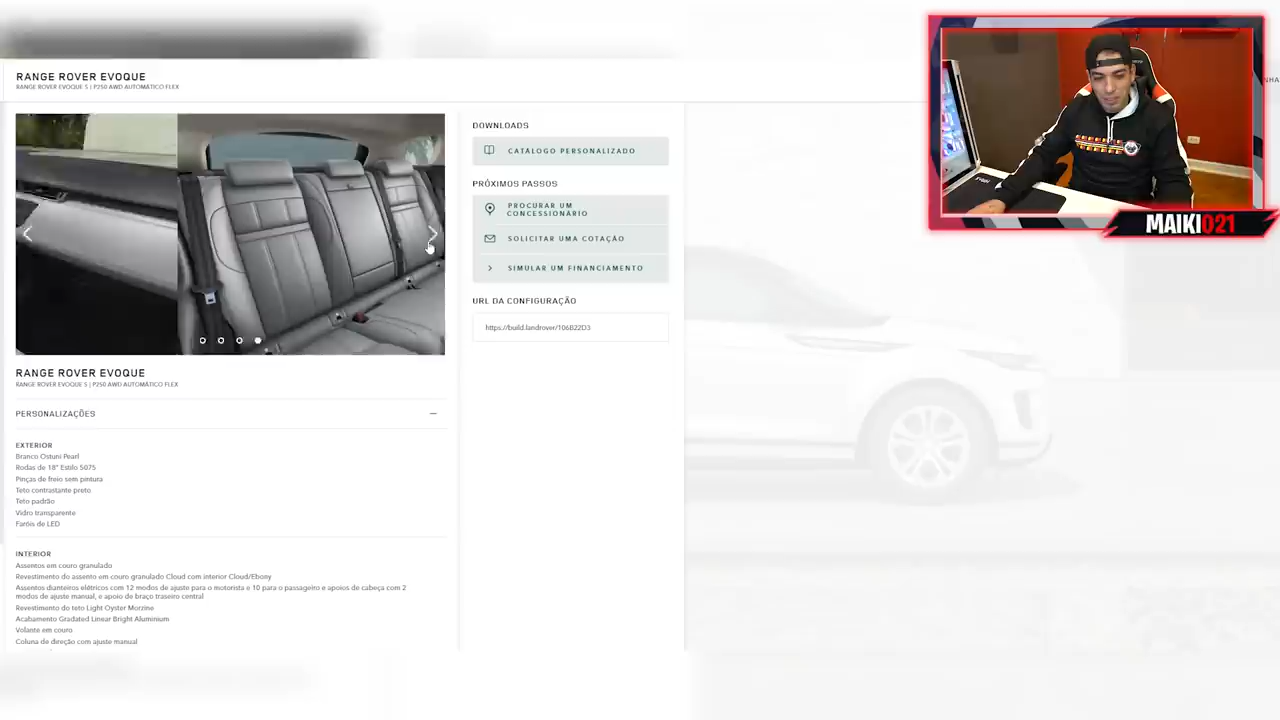 RANGE ROVER EVOQUE
RANGE ROVER EVOQUE S | P250 AWD AUTOMÁTICO FLEX
DOWNLOADS
CATÁLOGO PERSONALIZADO
PRÓXIMOS PASSOS
PROCURAR UM
CONCESSIONÁRIO
SOLICITAR UMA COTAÇÃO
SIMULAR UM FINANCIAMENTO
URL DA CONFIGURAÇÃO
https://build.landrover/106B22D3
RANGE ROVER EVOQUE
RANGE ROVER EVOQUE S | P250 AWD AUTOMÁTICO FLEX
PERSONALIZAÇÕES
EXTERIOR
Branco Ostuni Pearl
Rodas de 18" Estilo 5075
Pinças de freio sem pintura
Teto contrastante preto
Teto padrão
Vidro transparente
Faróis de LED
INTERIOR
Assentos em couro granulado
Revestimento do assento em couro granulado Cloud com interior Cloud/Ebony
Assentos dianteiros elétricos com 12 modos de ajuste para o motorista e 10 para o passageiro e apoios de cabeça com 2
modos de ajuste manual, e apoio de braço traseiro central
Revestimento do teto Light Oyster Morzine
Acabamento Gradated Linear Bright Aluminium
Volante em couro
Coluna de direção com ajuste manual
MAIKI021